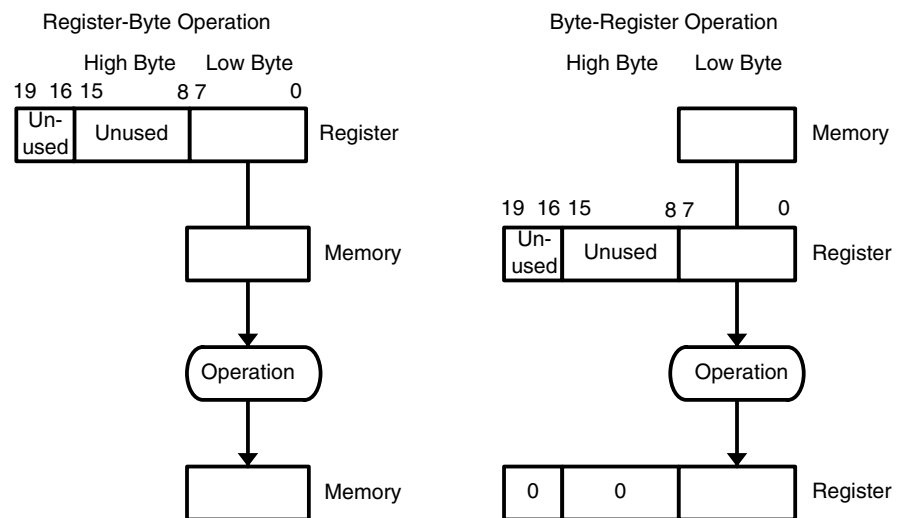 Register-Byte Operation
High Byte Low Byte
19 16 15 8 7 0
Un-
used
Unused
Register
Memory
Operation
Memory
Byte-Register Operation
High Byte Low Byte
Memory
19 16 15 8 7 0
Un-
used
Unused
Register
Operation
0 0
Register